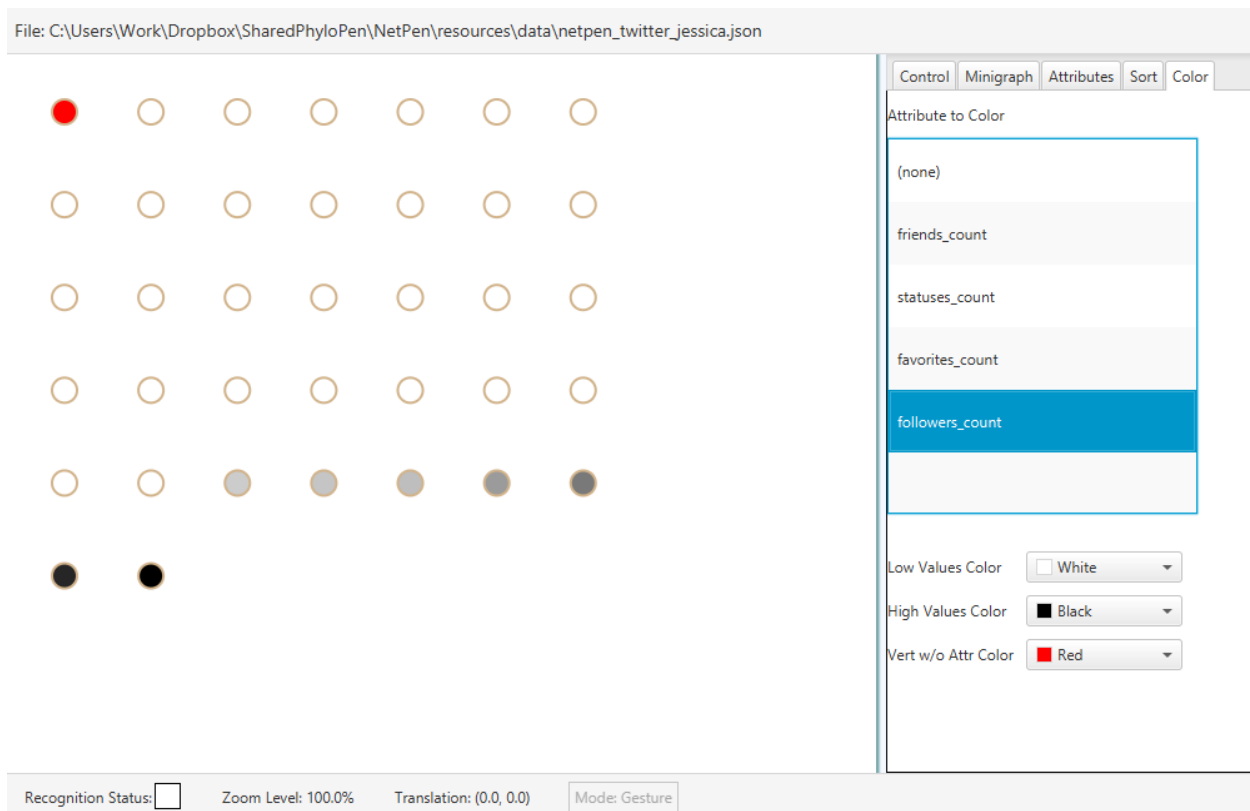 File: C:\Users\Work\Dropbox\SharedPhyloPen\NetPen\resources\data\netpen_twitter_jessica.json
Control Minigraph Attributes Sort Color
Attribute to Color
(none)
friends_count
statuses_count
favorites_count
followers_count
Low Values Color White
High Values Color Black
Vert w/o Attr Color Red
Recognition Status: Zoom Level: 100.0% Translation: (0.0, 0.0) Mode: Gesture